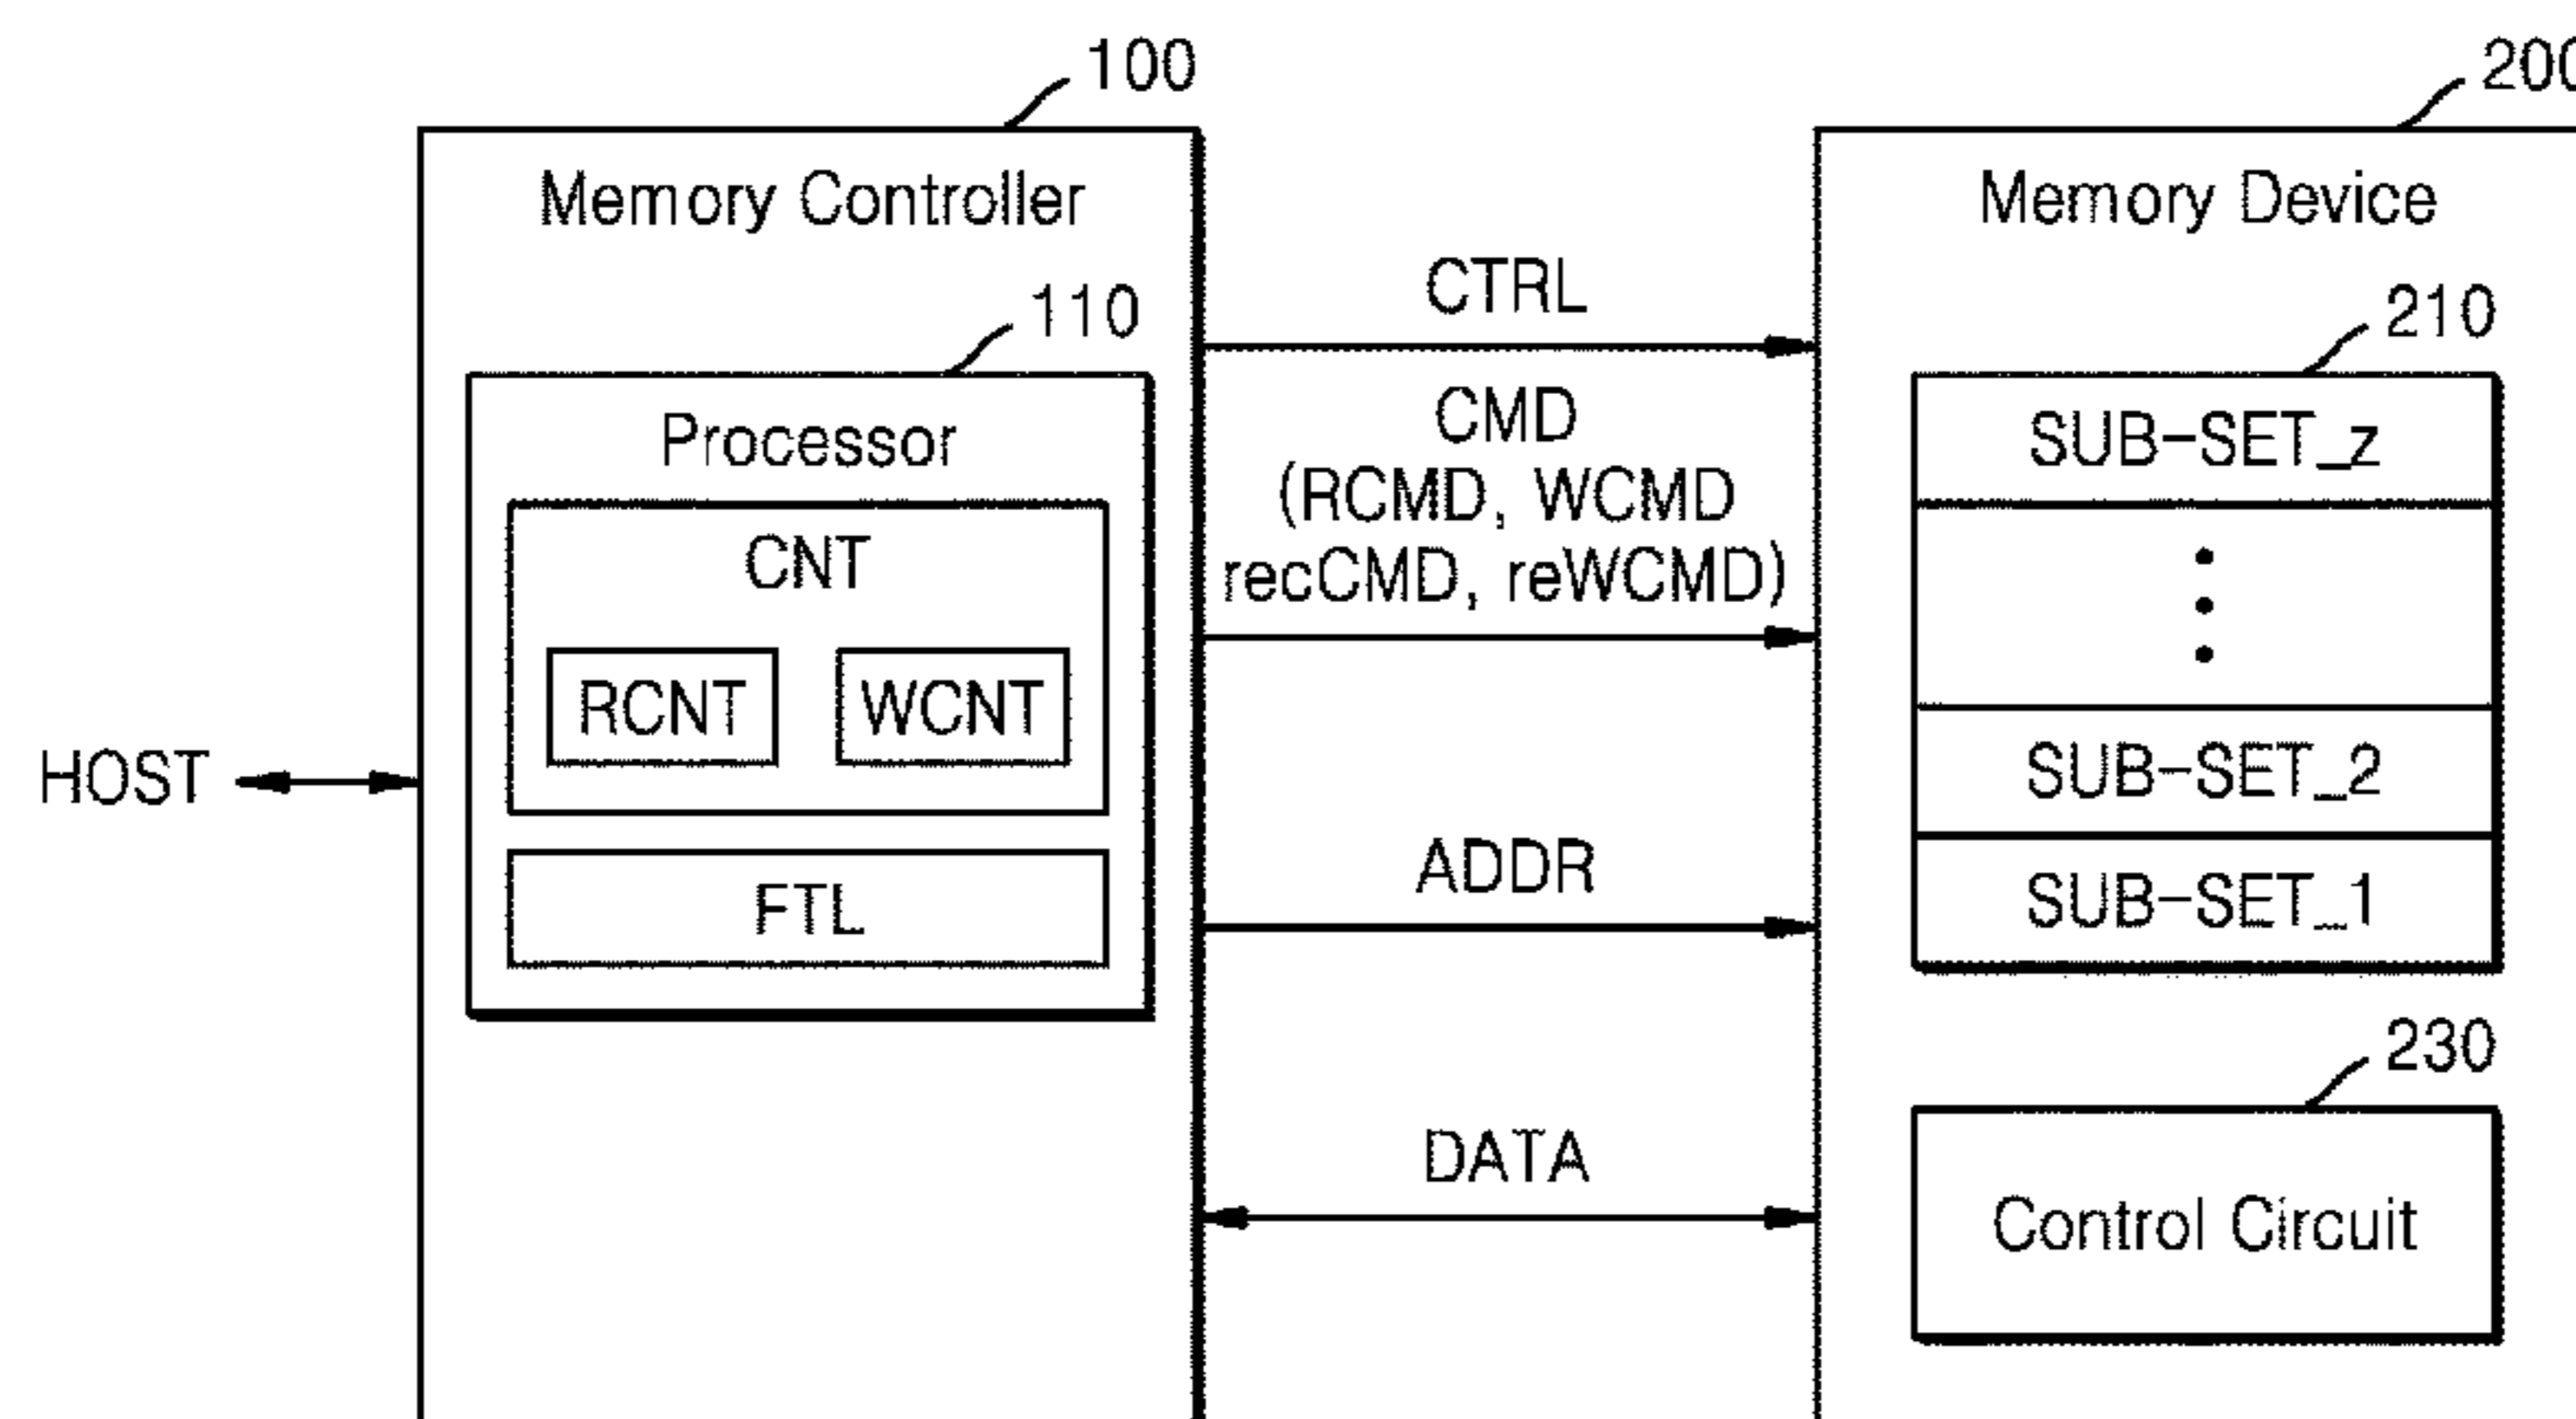 100
200
Memory Controller
Memory Device
110
Processor
CNT
RCNT WCNT
FTL
HOST
CTRL
CMD
(RCMD, WCMD
recCMD, reWCMD)
ADDR
DATA
210
SUB-SET_z
SUB-SET_2
SUB-SET_1
230
Control Circuit